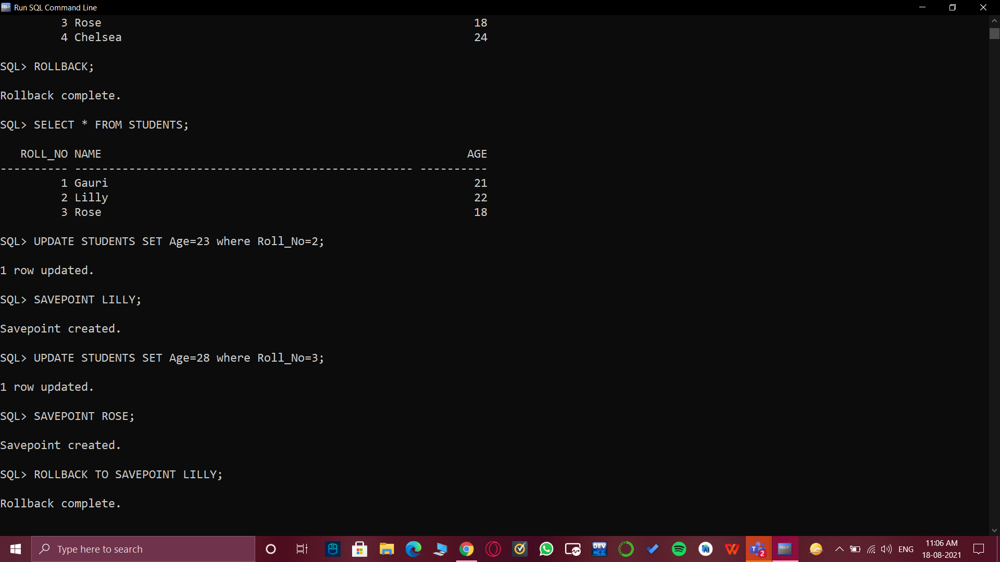 Run SQL Command Line
3 Rose 18
4 Chelsea 24
SQL> ROLLBACK;
Rollback complete.
SQL> SELECT * FROM STUDENTS;
ROLL_NO NAME AGE
---------- -------------------------------------------------- ----------
1 Gauri 21
2 Lilly 22
3 Rose 18
SQL> UPDATE STUDENTS SET Age=23 where Roll_No=2;
1 row updated.
SQL> SAVEPOINT LILLY;
Savepoint created.
SQL> UPDATE STUDENTS SET Age=28 where Roll_No=3;
1 row updated.
SQL> SAVEPOINT ROSE;
Savepoint created.
SQL> ROLLBACK TO SAVEPOINT LILLY;
Rollback complete.
Type here to search
DEV
C++
T 2
SQL>
ENG
11:06 AM
18-08-2021